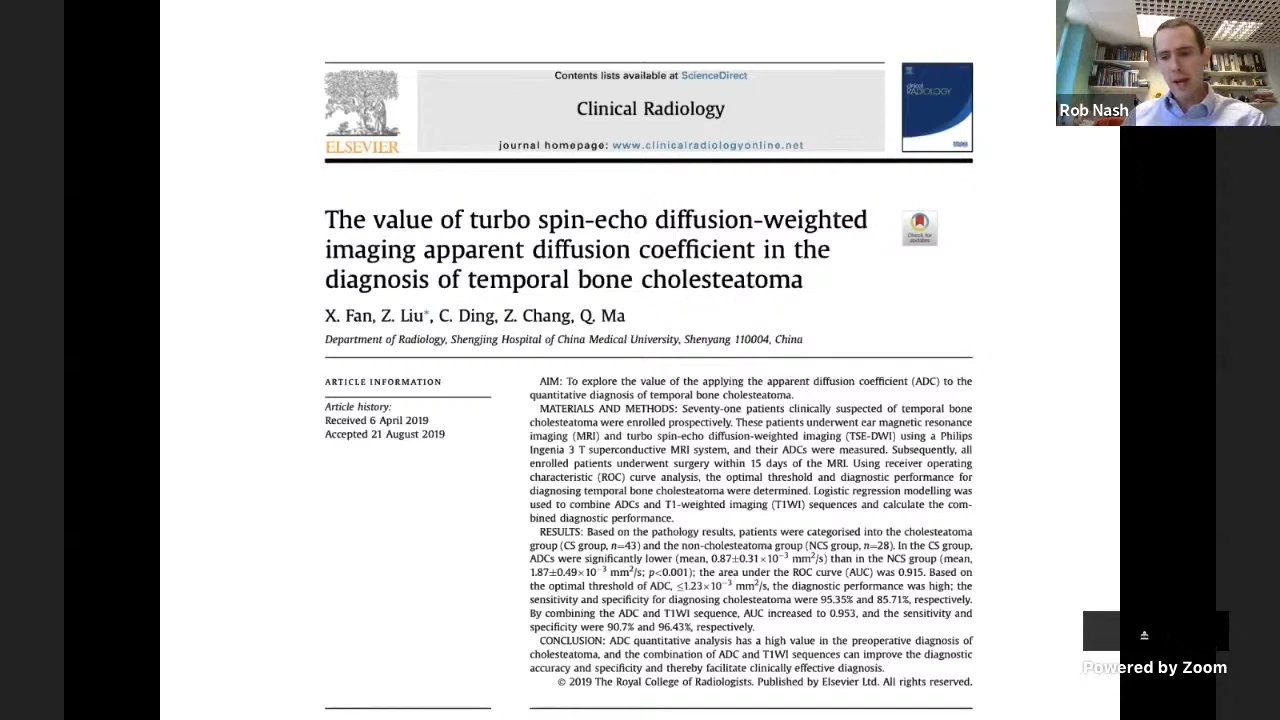 Contents lists available at ScienceDirect
Clinical Radiology
journal homepage: www.clinicalradiologyonline.net
ELSEVIER
clinical
RADIOLOGY
Rob Nash
The value of turbo spin-echo diffusion-weighted
imaging apparent diffusion coefficient in the
diagnosis of temporal bone cholesteatoma
Check for
updates
X. Fan, Z. Liu*, C. Ding, Z. Chang, Q. Ma
Department of Radiology, Shengjing Hospital of China Medical University, Shenyang 110004, China
ARTICLE INFORMATION
Article history:
Received 6 April 2019
Accepted 21 August 2019
AIM: To explore the value of the applying the apparent diffusion coefficient (ADC) to the
quantitative diagnosis of temporal bone cholesteatoma.
MATERIALS AND METHODS: Seventy-one patients clinically suspected of temporal bone
cholesteatoma were enrolled prospectively. These patients underwent ear magnetic resonance
imaging (MRI) and turbo spin-echo diffusion-weighted imaging (TSE-DWI) using a Philips
Ingenia 3 T superconductive MRI system, and their ADCs were measured. Subsequently, all
enrolled patients underwent surgery within 15 days of the MRI. Using receiver operating
characteristic (ROC) curve analysis, the optimal threshold and diagnostic performance for
diagnosing temporal bone cholesteatoma were determined. Logistic regression modelling was
used to combine ADCs and T1-weighted imaging (T1WI) sequences and calculate the com-
bined diagnostic performance.
RESULTS: Based on the pathology results, patients were categorised into the cholesteatoma
group (CS group, n=43) and the non-cholesteatoma group (NCS group, n=28). In the CS group,
ADCs were significantly lower (mean, 0.87±0.31×10⁻³ mm²/s) than in the NCS group (mean,
1.87±0.49×10⁻³ mm²/s; p<0.001); the area under the ROC curve (AUC) was 0.915. Based on
the optimal threshold of ADC, ≤1.23×10⁻³ mm²/s, the diagnostic performance was high; the
sensitivity and specificity for diagnosing cholesteatoma were 95.35% and 85.71%, respectively.
By combining the ADC and T1WI sequence, AUC increased to 0.953, and the sensitivity and
specificity were 90.7% and 96.43%, respectively.
CONCLUSION: ADC quantitative analysis has a high value in the preoperative diagnosis of
cholesteatoma, and the combination of ADC and T1WI sequences can improve the diagnostic
accuracy and specificity and thereby facilitate clinically effective diagnosis.
© 2019 The Royal College of Radiologists. Published by Elsevier Ltd. All rights reserved.
Powered by Zoom